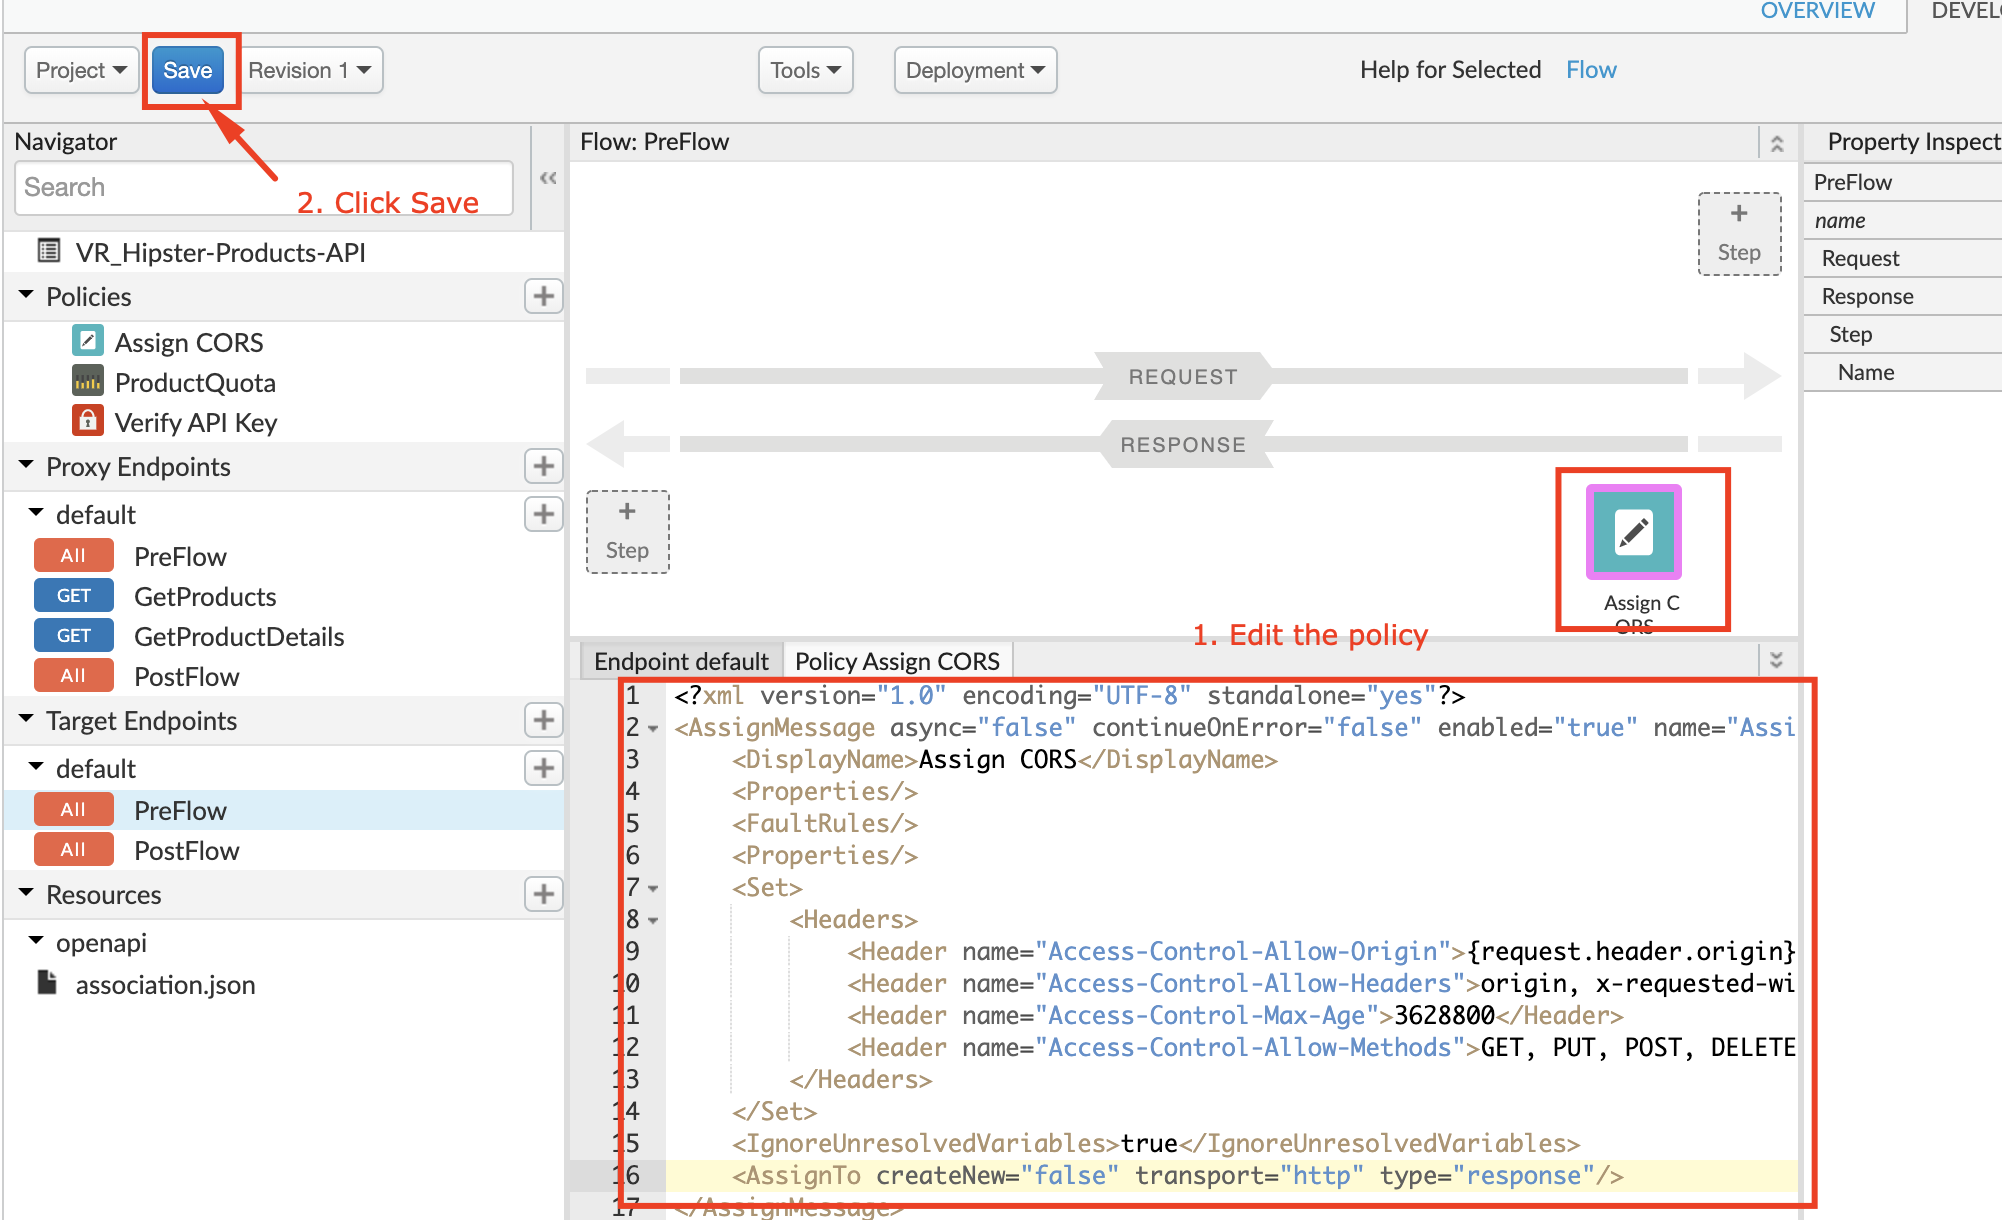 OVERVIEW
Project
Save
Revision 1
Tools
Deployment
Help for Selected
Flow
Navigator
Search
2. Click Save
VR_Hipster-Products-API
Policies
Assign CORS
ProductQuota
Verify API Key
Proxy Endpoints
default
All PreFlow
GET GetProducts
GET GetProductDetails
All PostFlow
Target Endpoints
default
All PreFlow
All PostFlow
Resources
openapi
association.json
Flow: PreFlow
+
Step
REQUEST
RESPONSE
+
Step
Assign C
ORS
1. Edit the policy
Endpoint default
Policy Assign CORS
1 <?xml version="1.0" encoding="UTF-8" standalone="yes"?>
2 <AssignMessage async="false" continueOnError="false" enabled="true" name="Assi
3 <DisplayName>Assign CORS</DisplayName>
4 <Properties/>
5 <FaultRules/>
6 <Properties/>
7 <Set>
8 <Headers>
9 <Header name="Access-Control-Allow-Origin">{request.header.origin}
10 <Header name="Access-Control-Allow-Headers">origin, x-requested-wi
11 <Header name="Access-Control-Max-Age">3628800</Header>
12 <Header name="Access-Control-Allow-Methods">GET, PUT, POST, DELETE
13 </Headers>
14 </Set>
15 <IgnoreUnresolvedVariables>true</IgnoreUnresolvedVariables>
16 <AssignTo createNew="false" transport="http" type="response"/>
17 </AssignMessage>
DEVELO
Property Inspect
PreFlow
name
Request
Response
Step
Name